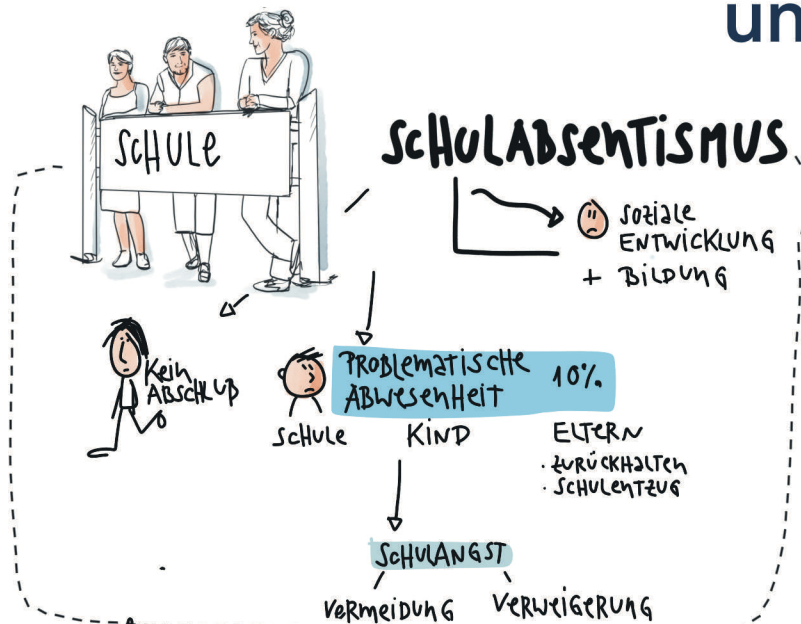 un
SCHULE
SCHULABSENTISMUS
SOZIALE
ENTWICKLUNG
+ BILDUNG
Kein
ABSCHLUß
PROBLEMATISCHE
ABWESENHEIT 10%
SCHULE KIND ELTERN
· ZURÜCKHALTEN
· SCHULENTZUG
SCHULANGST
VERMEIDUNG VERWEIGERUNG